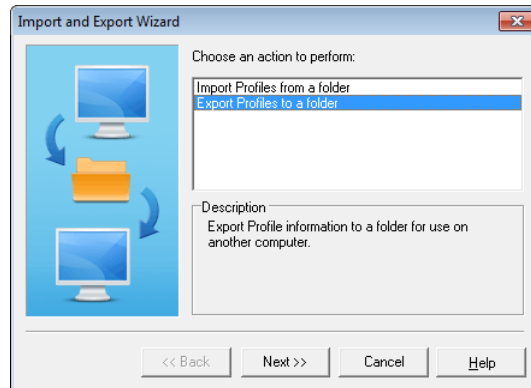 Import and Export Wizard
Choose an action to perform:
Import Profiles from a folder
Export Profiles to a folder
Description
Export Profile information to a folder for use on
another computer.
<< Back
Next >>
Cancel
Help